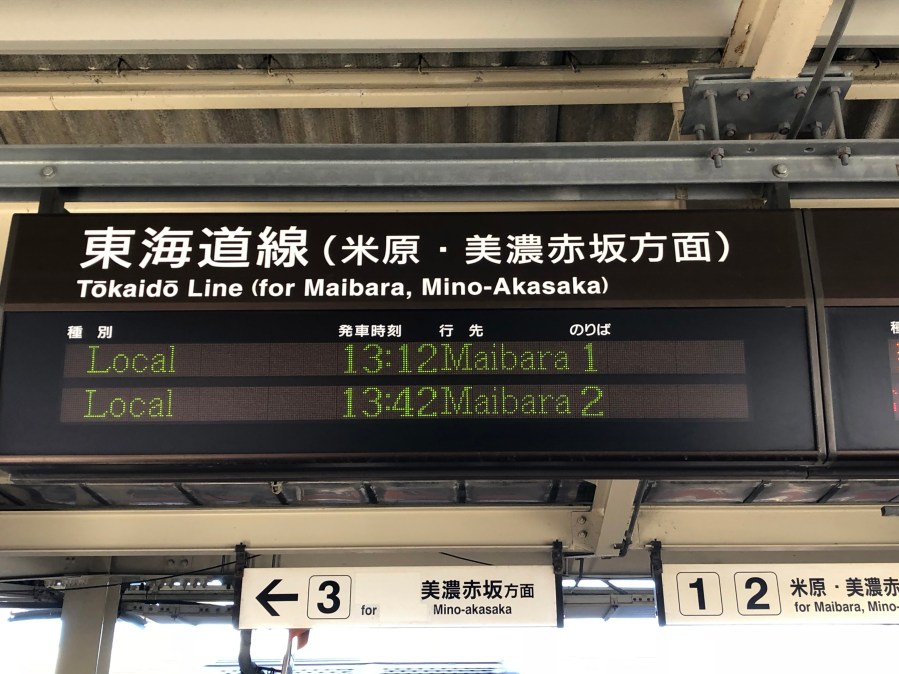 東海道線（米原・美濃赤坂方面）
Tōkaidō Line (for Maibara, Mino-Akasaka)
種別 発車時刻 行先 のりば
Local 13:12 Maibara 1
Local 13:42 Maibara 2
← 3 for 美濃赤坂方面
Mino-akasaka
1 2 米原・美濃赤
for Maibara, Mino-